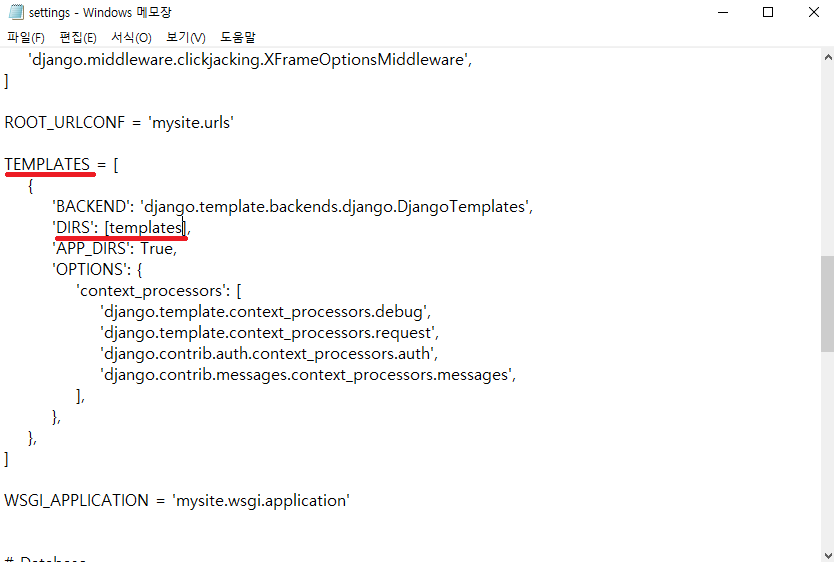 settings - Windows 메모장
파일(F) 편집(E) 서식(O) 보기(V) 도움말
'django.middleware.clickjacking.XFrameOptionsMiddleware',
]
ROOT_URLCONF = 'mysite.urls'
TEMPLATES = [
{
'BACKEND': 'django.template.backends.django.DjangoTemplates',
'DIRS': [templates],
'APP_DIRS': True,
'OPTIONS': {
'context_processors': [
'django.template.context_processors.debug',
'django.template.context_processors.request',
'django.contrib.auth.context_processors.auth',
'django.contrib.messages.context_processors.messages',
],
},
},
]
WSGI_APPLICATION = 'mysite.wsgi.application'
# Database